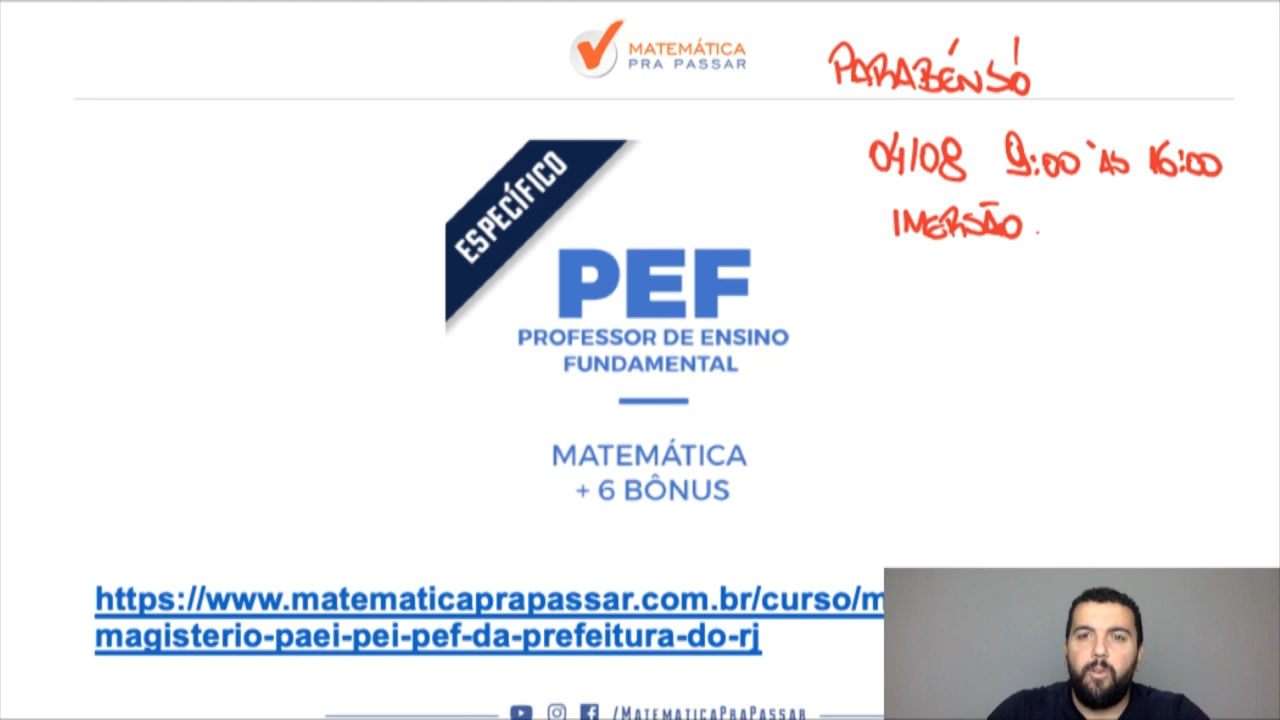 MATEMÁTICA
PRA PASSAR
PARABÉNS!
04/08 9:00 ÀS 16:00
IMERSÃO.
ESPECÍFICO
PEF
PROFESSOR DE ENSINO
FUNDAMENTAL
MATEMÁTICA
+ 6 BÔNUS
https://www.matematicaprapassar.com.br/curso/m
magisterio-paei-pei-pef-da-prefeitura-do-rj
/MATEMATICAPRAPASSAR